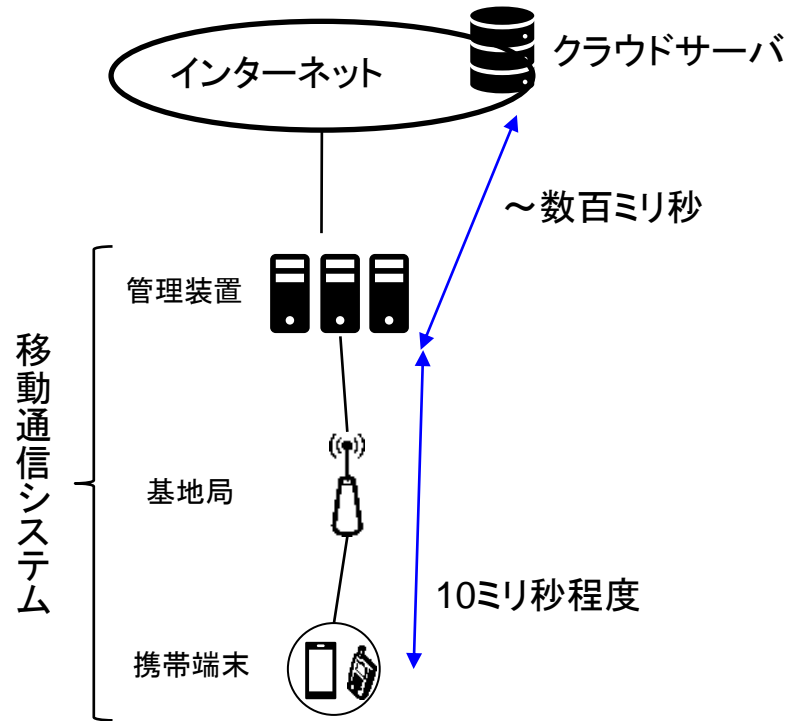 インターネット
クラウドサーバ
～数百ミリ秒
管理装置
移動通信システム
基地局
10ミリ秒程度
携帯端末